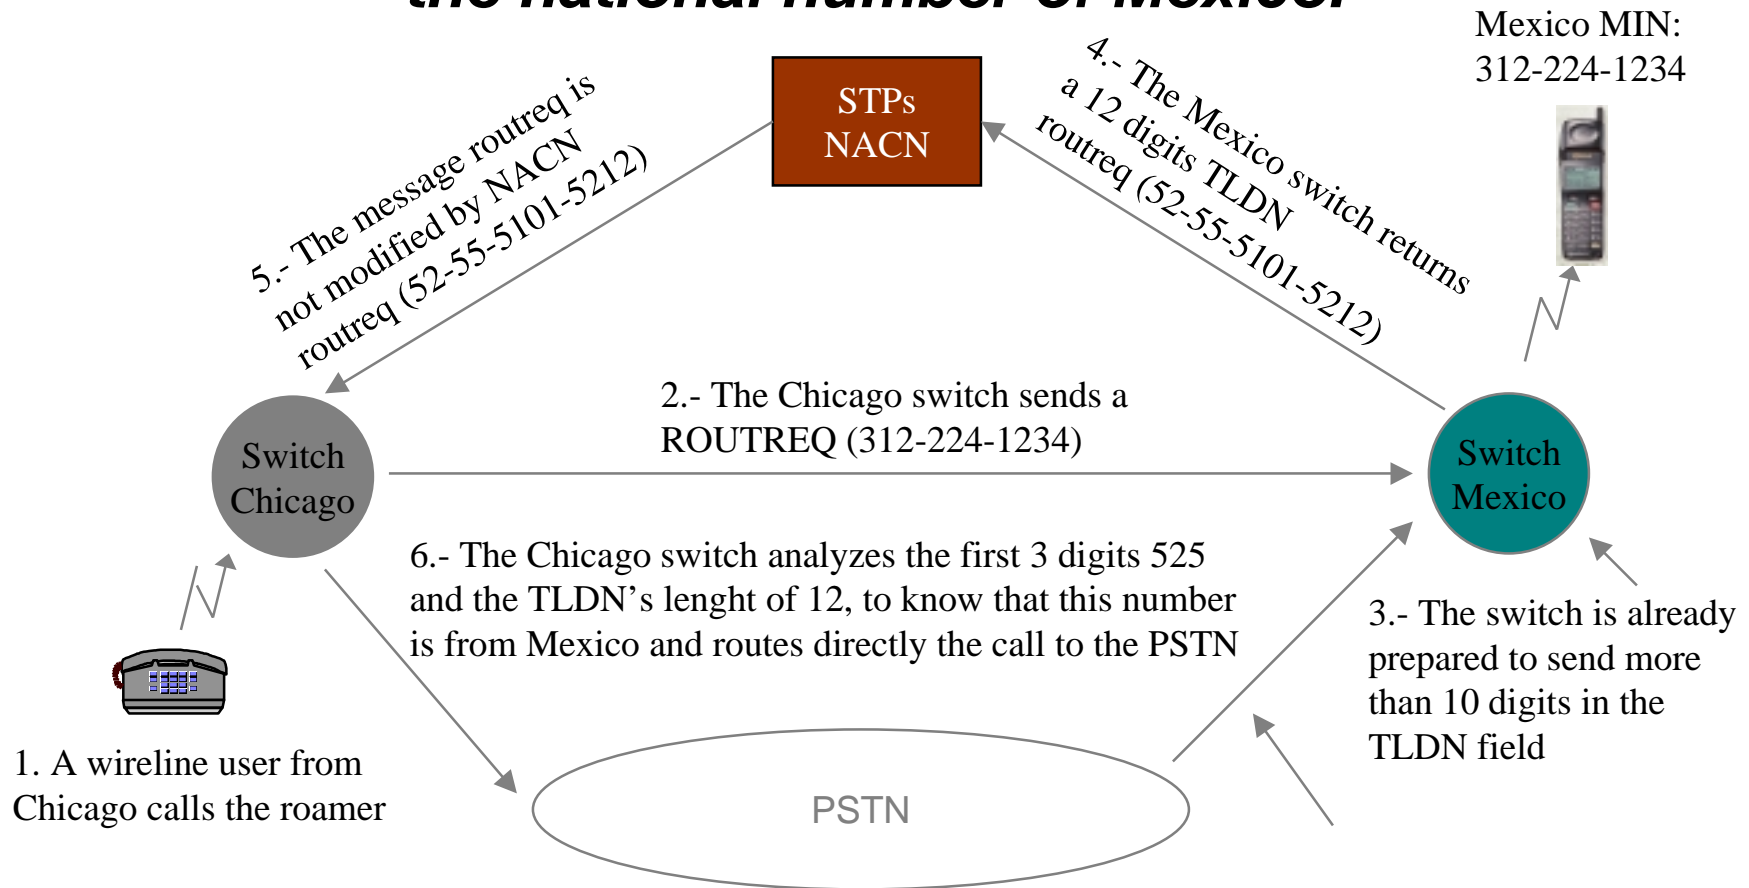 the national number of Mexico.
Mexico MIN:
312-224-1234
STPs
NACN
4.- The Mexico switch returns
a 12 digits TLDN
routreq (52-55-5101-5212)
5.- The message routreq is
not modified by NACN
routreq (52-55-5101-5212)
2.- The Chicago switch sends a
ROUTREQ (312-224-1234)
Switch
Chicago
Switch
Mexico
6.- The Chicago switch analyzes the first 3 digits 525
and the TLDN’s lenght of 12, to know that this number
is from Mexico and routes directly the call to the PSTN
3.- The switch is already
prepared to send more
than 10 digits in the
TLDN field
1. A wireline user from
Chicago calls the roamer
PSTN